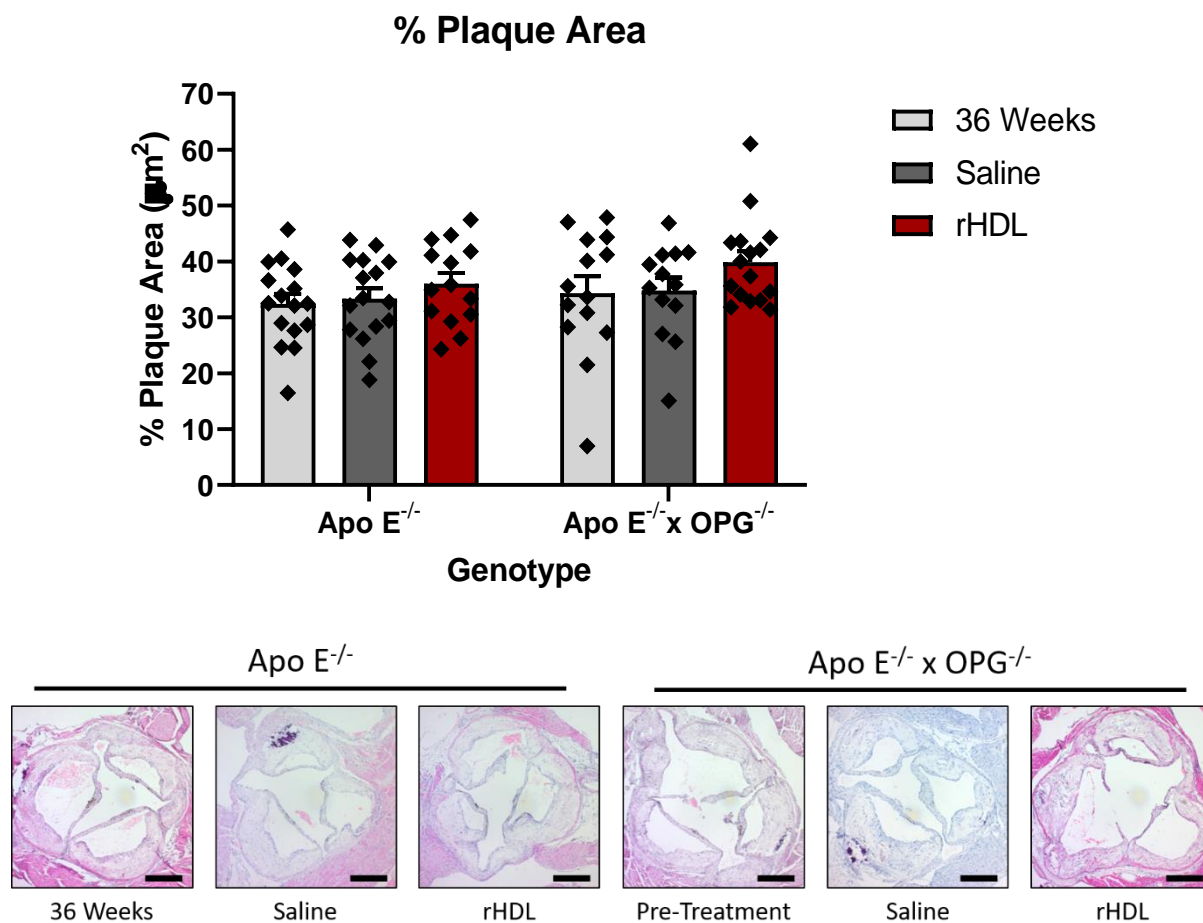 % Plaque Area
70
60
50
40
30
20
10
0
% Plaque Area (μm2)
Apo E-/-
Apo E-/- x OPG-/-
Genotype
36 Weeks
Saline
rHDL
Apo E-/-
Apo E-/- x OPG-/-
36 Weeks
Saline
rHDL
Pre-Treatment
Saline
rHDL